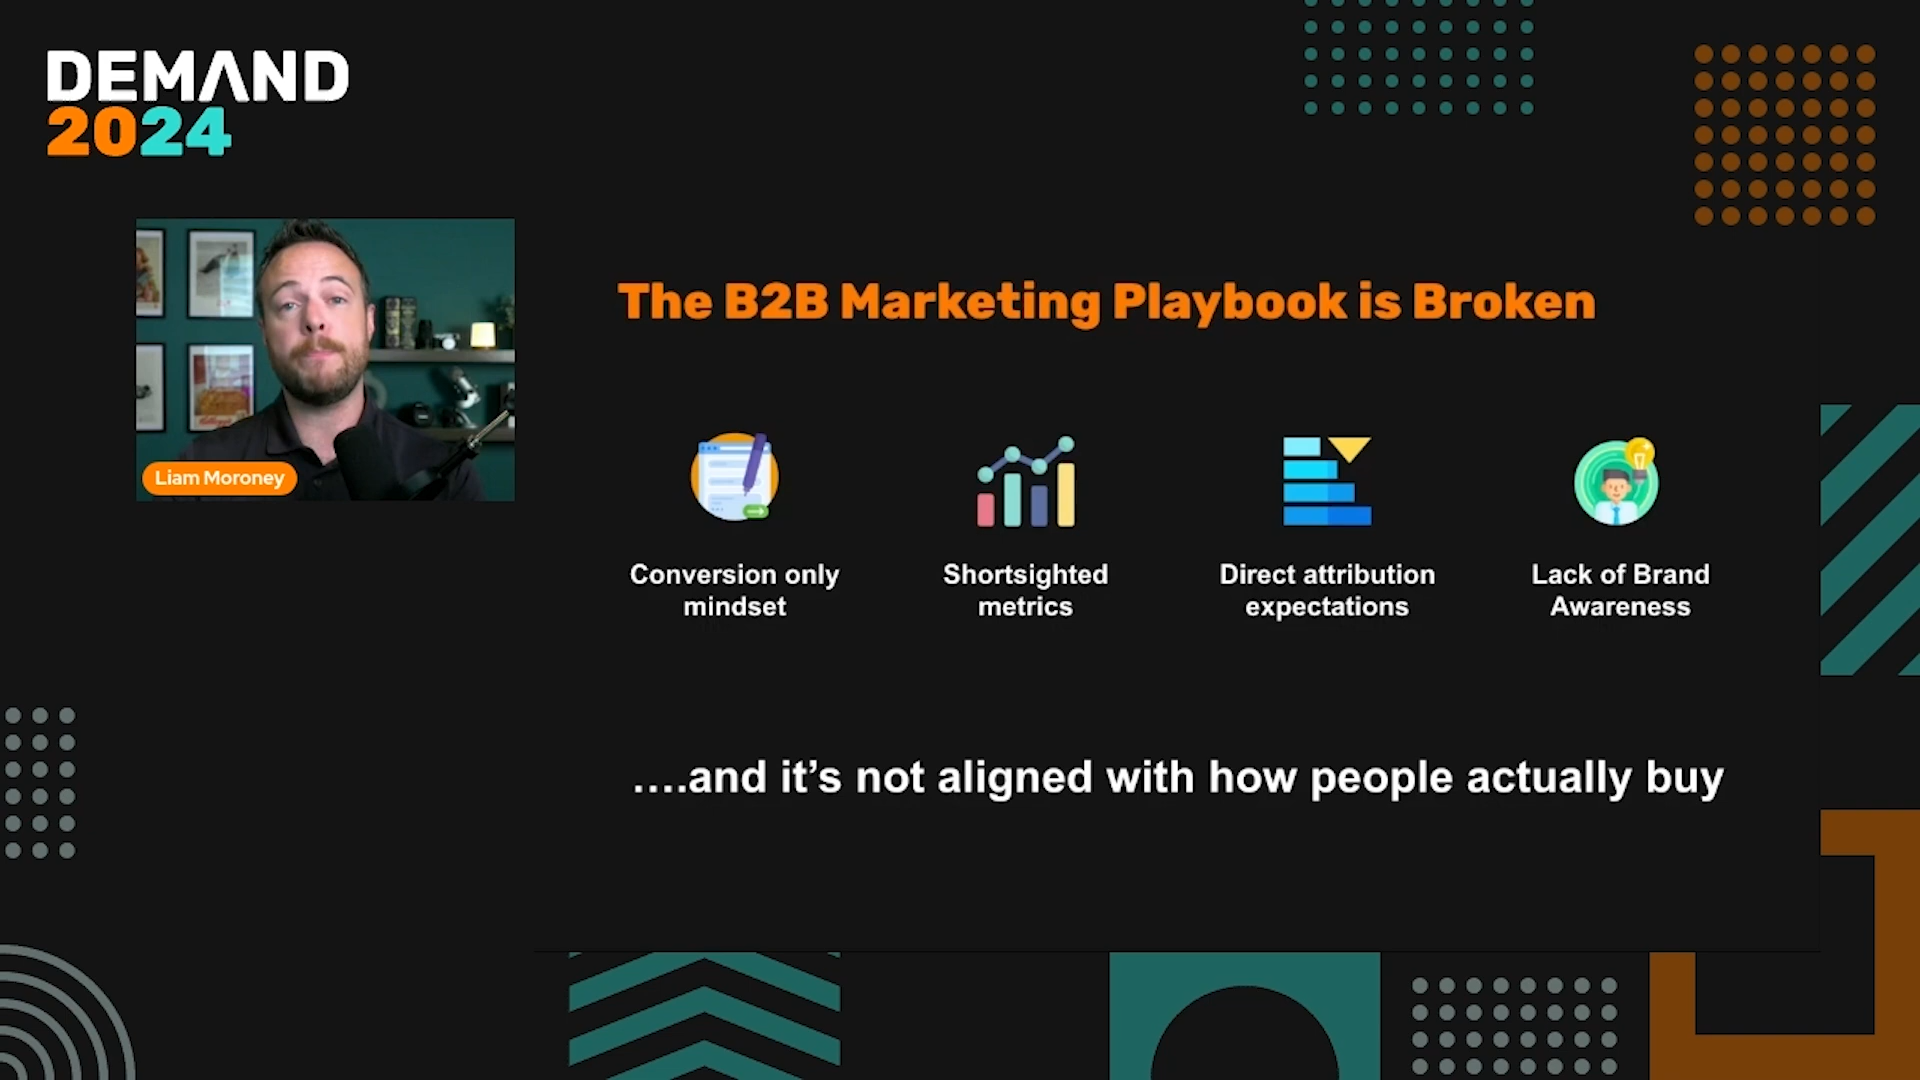 DEMAND
2024
Liam Moroney
The B2B Marketing Playbook is Broken
Conversion only
mindset
Shortsighted
metrics
Direct attribution
expectations
Lack of Brand
Awareness
....and it’s not aligned with how people actually buy